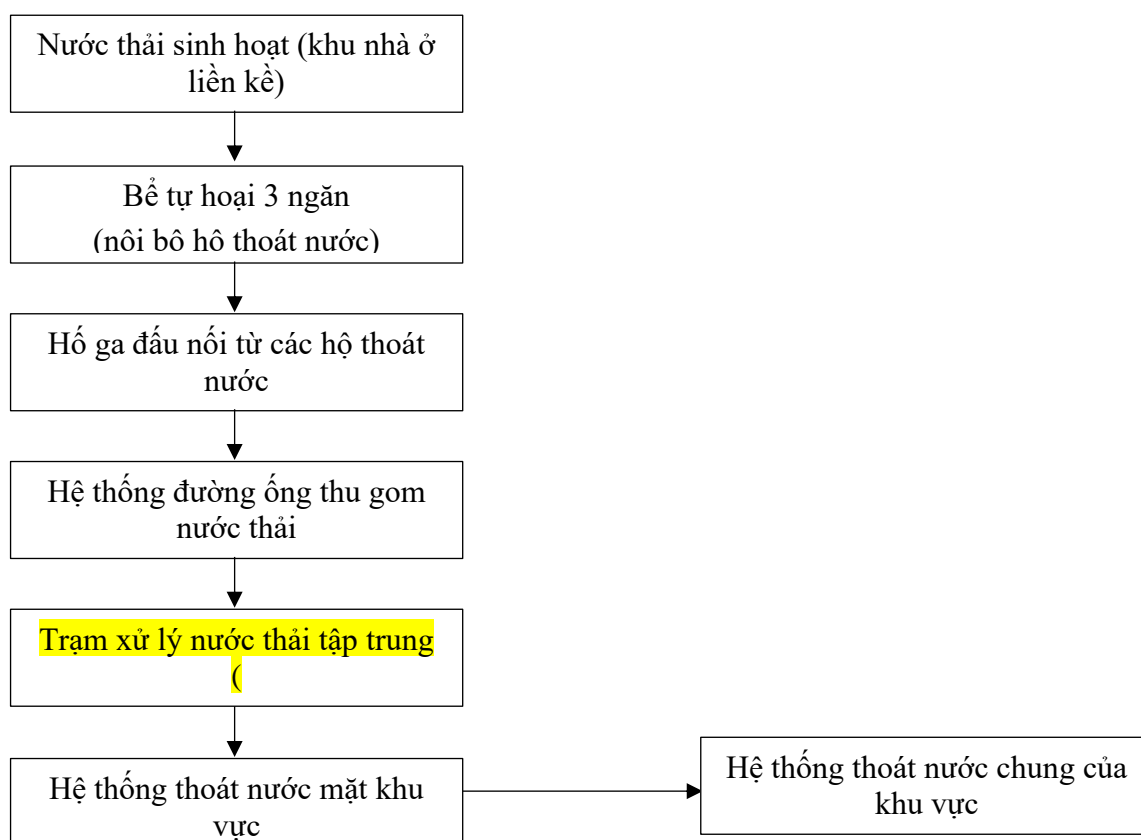 Nước thải sinh hoạt (khu nhà ở
liền kề)
Bể tự hoại 3 ngăn
(nôi bô hô thoát nước)
Hố ga đấu nối từ các hộ thoát
nước
Hệ thống đường ống thu gom
nước thải
Trạm xử lý nước thải tập trung
(
Hệ thống thoát nước mặt khu
vực
Hệ thống thoát nước chung của
khu vực